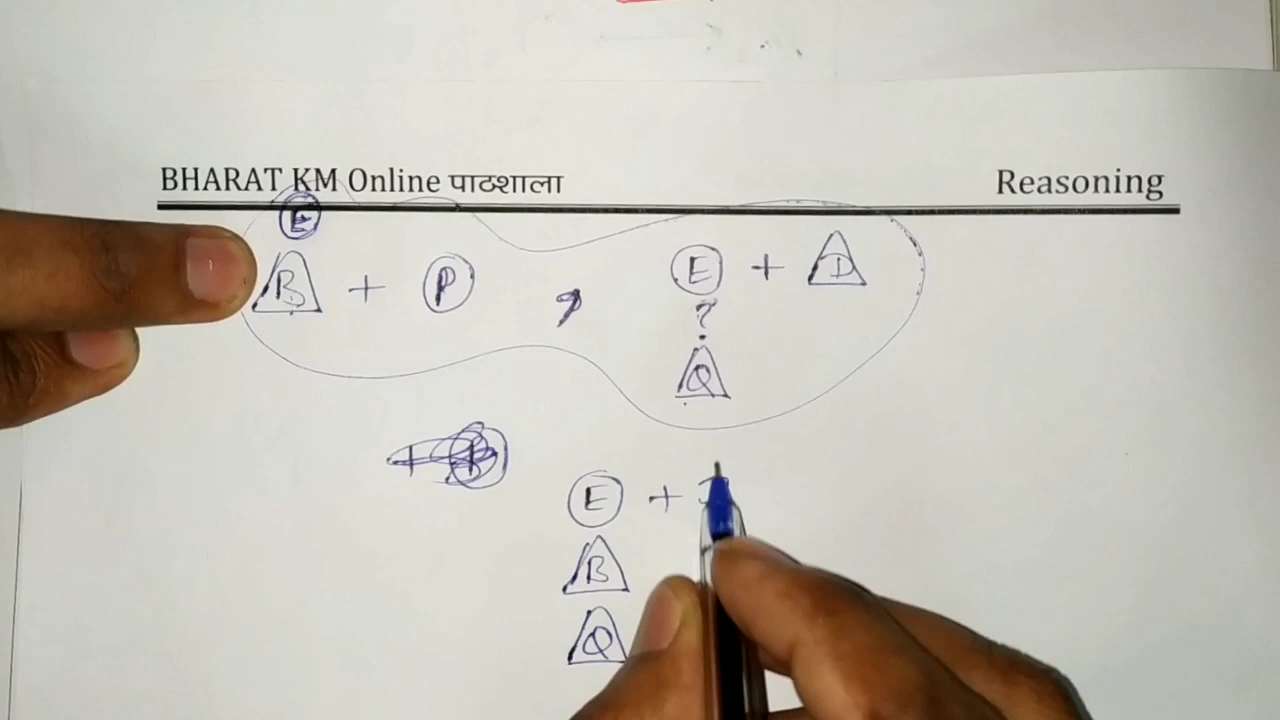 BHARAT KM Online पाठशाला Reasoning
E
B + P , E + D
?
Q
E +
B
Q